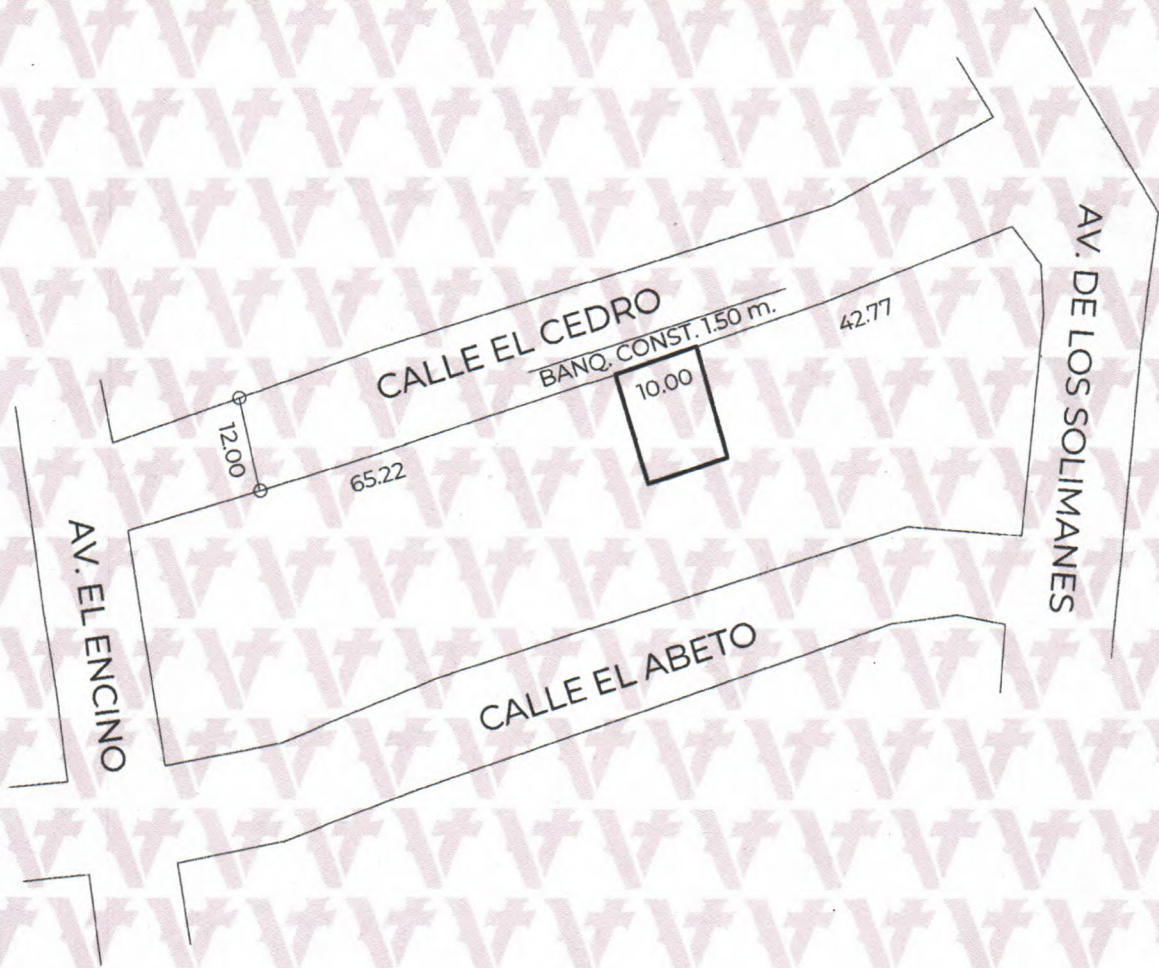 CALLE EL CEDRO
BANQ. CONST. 1.50 m.
10.00
42.77
12.00
65.22
AV. DE LOS SOLIMANES
AV. EL ENCINO
CALLE EL ABETO